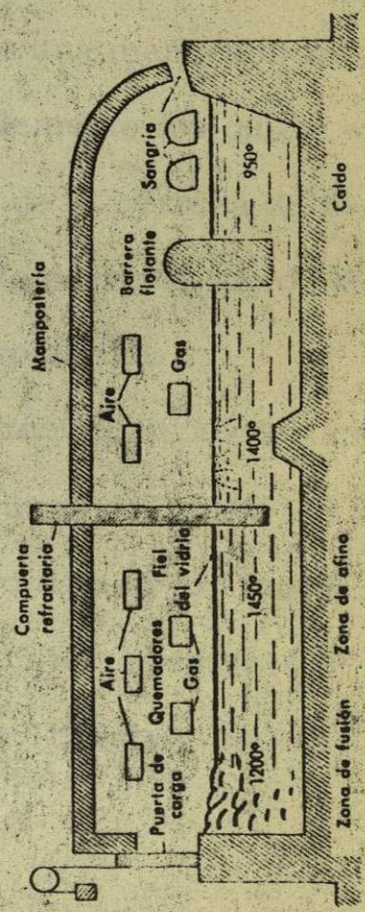 Compuerta
refractaria
Mampostería
Aire
Aire
Barrera
flotante
Sangria
Puerta de
carga
Quemadores
Gas
Fiel
del vidrio
Gas
1200°
1450°
1400°
950°
Zona de fusión
Zona de afino
Caldo